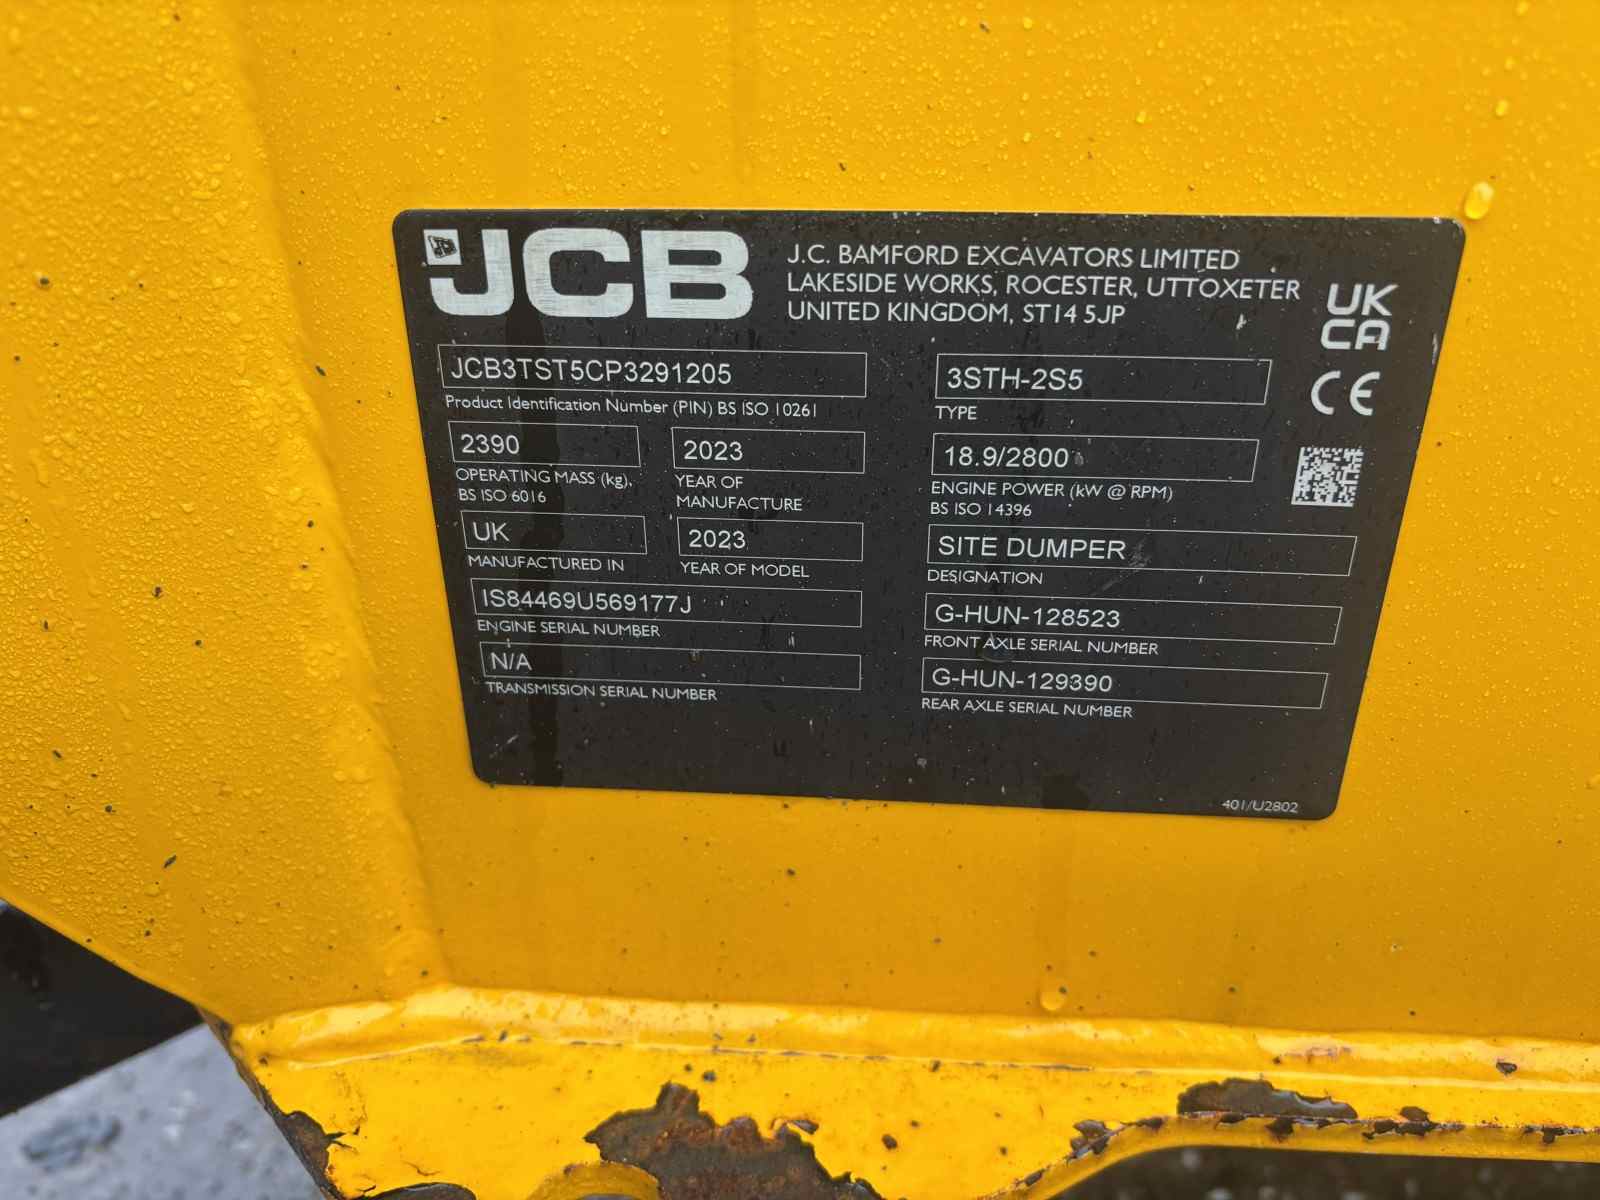 JCB
J.C. BAMFORD EXCAVATORS LIMITED
LAKESIDE WORKS, ROCESTER, UTTOXETER
UNITED KINGDOM, ST14 5JP
UK
CA
CE
JCB3TST5CP3291205
Product Identification Number (PIN) BS ISO 10261
3STH-2S5
TYPE
2390
OPERATING MASS (kg),
BS ISO 6016
2023
YEAR OF
MANUFACTURE
18.9/2800
ENGINE POWER (kW @ RPM)
BS ISO 14396
UK
MANUFACTURED IN
2023
YEAR OF MODEL
SITE DUMPER
DESIGNATION
IS84469U569177J
ENGINE SERIAL NUMBER
G-HUN-128523
FRONT AXLE SERIAL NUMBER
N/A
TRANSMISSION SERIAL NUMBER
G-HUN-129390
REAR AXLE SERIAL NUMBER
401/U2802